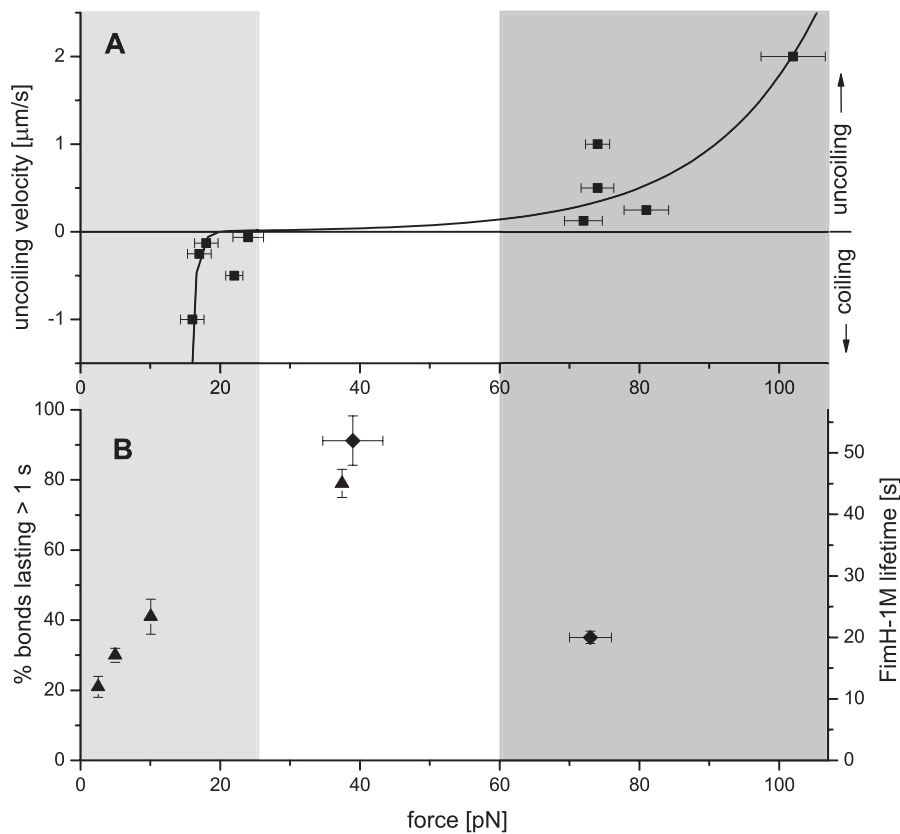 A
uncoiling velocity [μm/s]
2
1
0
-1
uncoiling
coiling
0 20 40 60 80 100
B
% bonds lasting > 1 s
100
80
60
40
20
0
50
40
30
20
10
0
FimH-1M lifetime [s]
0 20 40 60 80 100
force [pN]